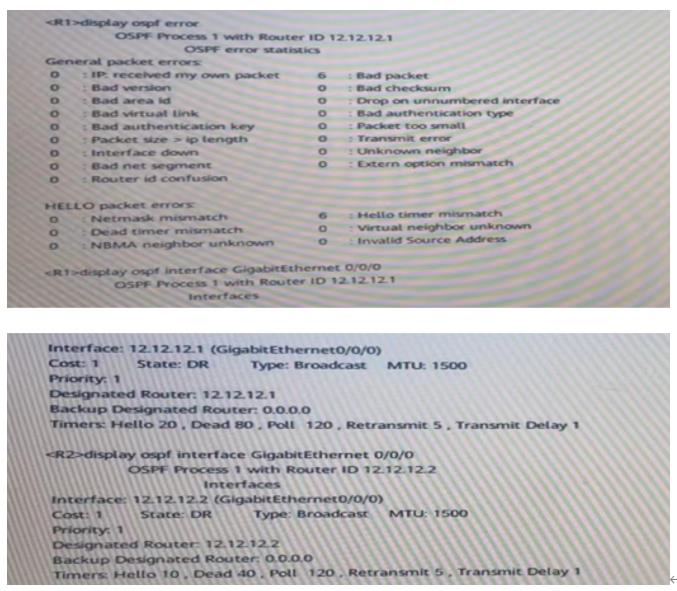 <R1>display ospf error
OSPF Process 1 with Router ID 12.12.12.1
OSPF error statistics
General packet errors:
0 : IP: received my own packet 6 : Bad packet
0 : Bad version 0 : Bad checksum
0 : Bad area id 0 : Drop on unnumbered interface
0 : Bad virtual link 0 : Bad authentication type
0 : Bad authentication key 0 : Packet too small
0 : Packet size > ip length 0 : Transmit error
0 : Interface down 0 : Unknown neighbor
0 : Bad net segment 0 : Extern option mismatch
0 : Router id confusion
HELLO packet errors:
0 : Netmask mismatch 6 : Hello timer mismatch
0 : Dead timer mismatch 0 : Virtual neighbor unknown
0 : NBMA neighbor unknown 0 : Invalid Source Address
<R1>display ospf interface GigabitEthernet 0/0/0
OSPF Process 1 with Router ID 12.12.12.1
Interfaces
Interface: 12.12.12.1 (GigabitEthernet0/0/0)
Cost: 1 State: DR Type: Broadcast MTU: 1500
Priority: 1
Designated Router: 12.12.12.1
Backup Designated Router: 0.0.0.0
Timers: Hello 20 , Dead 80 , Poll 120 , Retransmit 5 , Transmit Delay 1
<R2>display ospf interface GigabitEthernet 0/0/0
OSPF Process 1 with Router ID 12.12.12.2
Interfaces
Interface: 12.12.12.2 (GigabitEthernet0/0/0)
Cost: 1 State: DR Type: Broadcast MTU: 1500
Priority: 1
Designated Router: 12.12.12.2
Backup Designated Router: 0.0.0.0
Timers: Hello 10 , Dead 40 , Poll 120 , Retransmit 5 , Transmit Delay 1